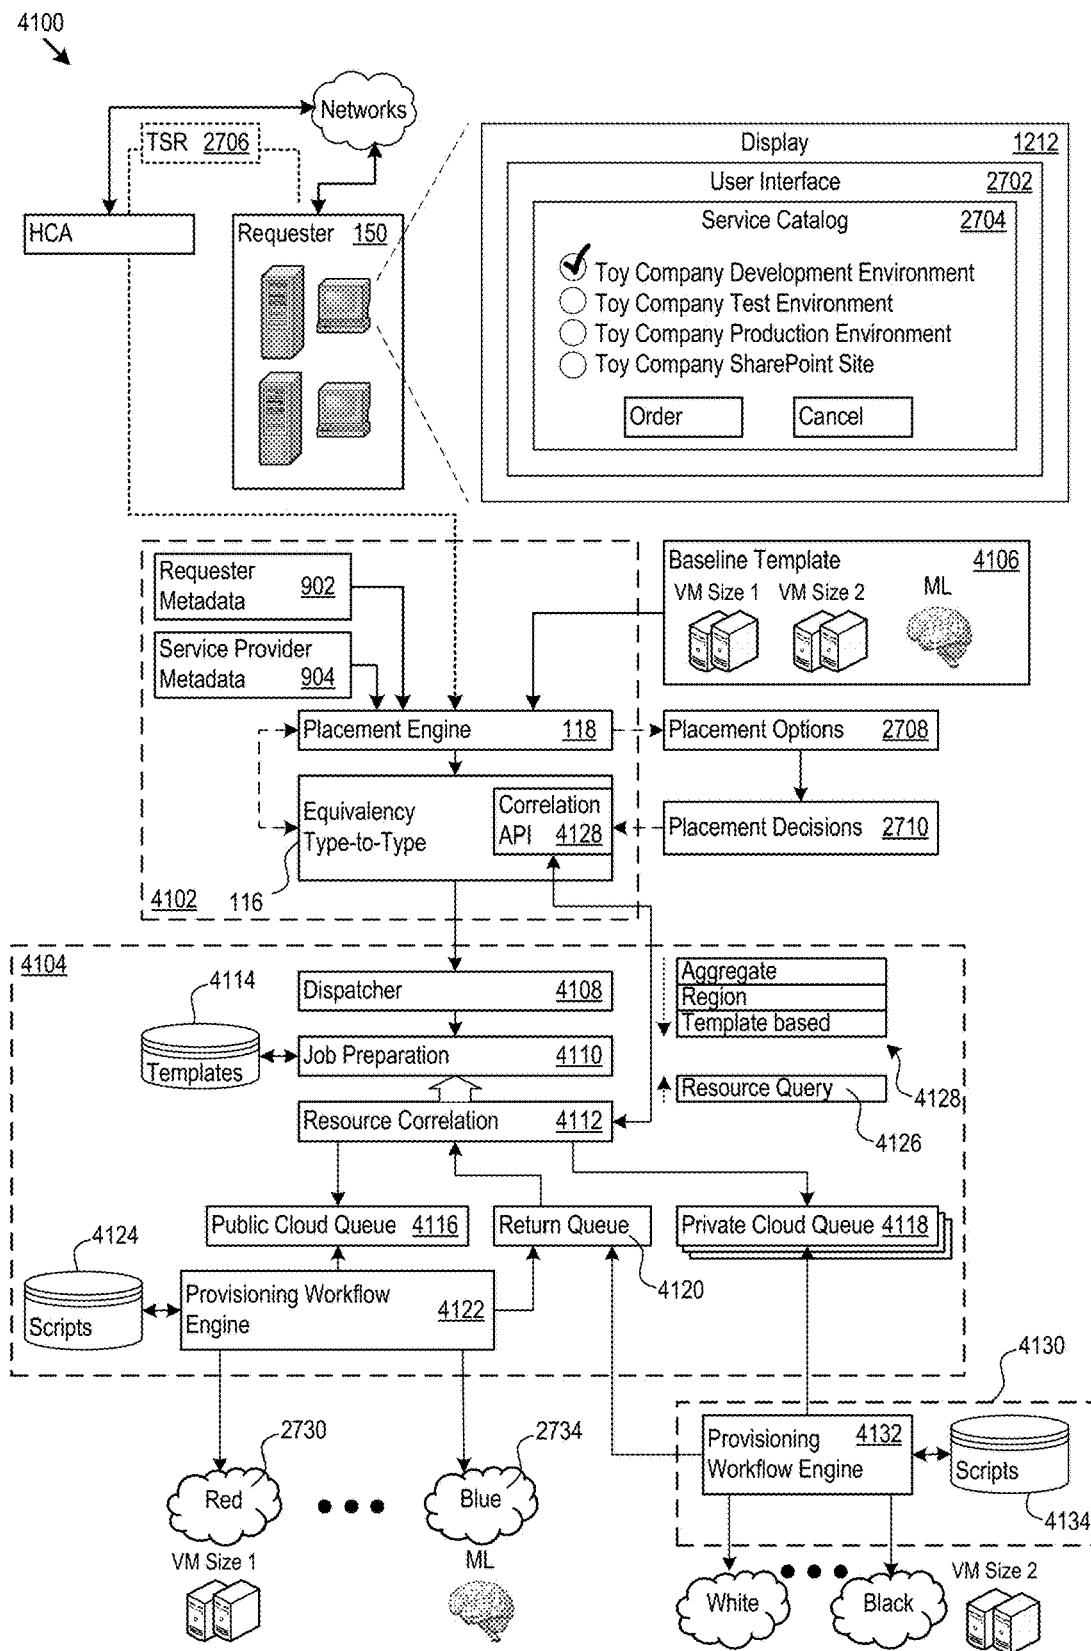 4100
Networks
TSR 2706
HCA
Requester 150
Display 1212
User Interface 2702
Service Catalog 2704
Toy Company Development Environment
Toy Company Test Environment
Toy Company Production Environment
Toy Company SharePoint Site
Order
Cancel
Requester
Metadata 902
Service Provider
Metadata 904
Baseline Template 4106
VM Size 1
VM Size 2
ML
Placement Engine 118
Placement Options 2708
Equivalency
Type-to-Type
Correlation
API 4128
Placement Decisions 2710
4102
116
4104
4114
Templates
Dispatcher 4108
Job Preparation 4110
Resource Correlation 4112
Aggregate
Region
Template based
Resource Query
4128
4126
Public Cloud Queue 4116
Return Queue
Private Cloud Queue 4118
4120
4124
Scripts
Provisioning Workflow
Engine 4122
4130
2730
Red
VM Size 1
2734
Blue
ML
Provisioning 4132
Workflow Engine
Scripts
4134
White
Black
VM Size 2